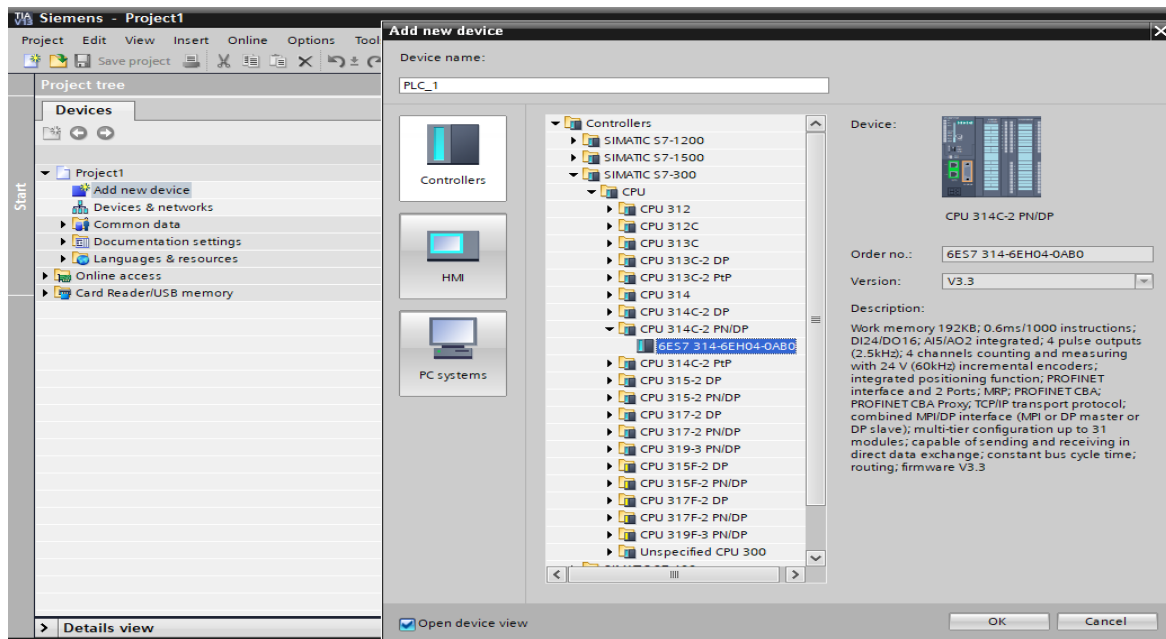 Siemens - Project1
Project Edit View Insert Online Options Tool
Save project
Project tree
Devices
Start
Project1
Add new device
Devices & networks
Common data
Documentation settings
Languages & resources
Online access
Card Reader/USB memory
Details view
Add new device
Device name:
PLC_1
Controllers
HMI
PC systems
Controllers
SIMATIC S7-1200
SIMATIC S7-1500
SIMATIC S7-300
CPU
CPU 312
CPU 312C
CPU 313C
CPU 313C-2 DP
CPU 313C-2 PtP
CPU 314
CPU 314C-2 DP
CPU 314C-2 PN/DP
6ES7 314-6EH04-0AB0
CPU 314C-2 PtP
CPU 315-2 DP
CPU 315-2 PN/DP
CPU 317-2 DP
CPU 317-2 PN/DP
CPU 319-3 PN/DP
CPU 315F-2 DP
CPU 315F-2 PN/DP
CPU 317F-2 DP
CPU 317F-2 PN/DP
CPU 319F-3 PN/DP
Unspecified CPU 300
Device:
CPU 314C-2 PN/DP
Order no.: 6ES7 314-6EH04-0AB0
Version: V3.3
Description:
Work memory 192KB; 0.6ms/1000 instructions;
DI24/DO16; AI5/AO2 integrated; 4 pulse outputs
(2.5kHz); 4 channels counting and measuring
with 24 V (60kHz) incremental encoders;
integrated positioning function; PROFINET
interface and 2 Ports; MRP; PROFINET CBA;
PROFINET CBA Proxy; TCP/IP transport protocol;
combined MPI/DP interface (MPI or DP master or
DP slave); multi-tier configuration up to 31
modules; capable of sending and receiving in
direct data exchange; constant bus cycle time;
routing; firmware V3.3
Open device view
OK Cancel